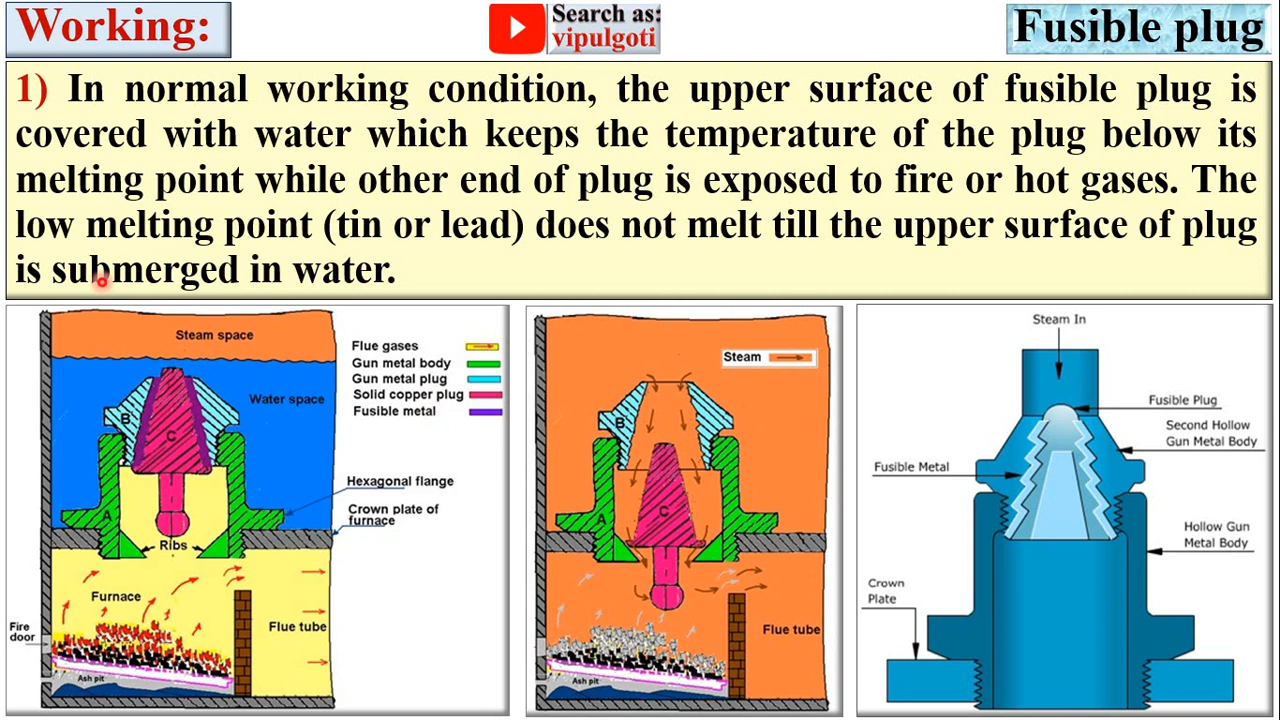 Working:
Search as:
vipulgoti
Fusible plug
1) In normal working condition, the upper surface of fusible plug is
covered with water which keeps the temperature of the plug below its
melting point while other end of plug is exposed to fire or hot gases. The
low melting point (tin or lead) does not melt till the upper surface of plug
is submerged in water.
Steam space
Water space
B
C
A
Ribs
Furnace
Fire
door
Flue tube
Ash pit
Flue gases
Gun metal body
Gun metal plug
Solid copper plug
Fusible metal
Hexagonal flange
Crown plate of
furnace
Steam
B
C
A
Flue tube
Ash pit
Steam In
Fusible Plug
Second Hollow
Gun Metal Body
Fusible Metal
Hollow Gun
Metal Body
Crown
Plate